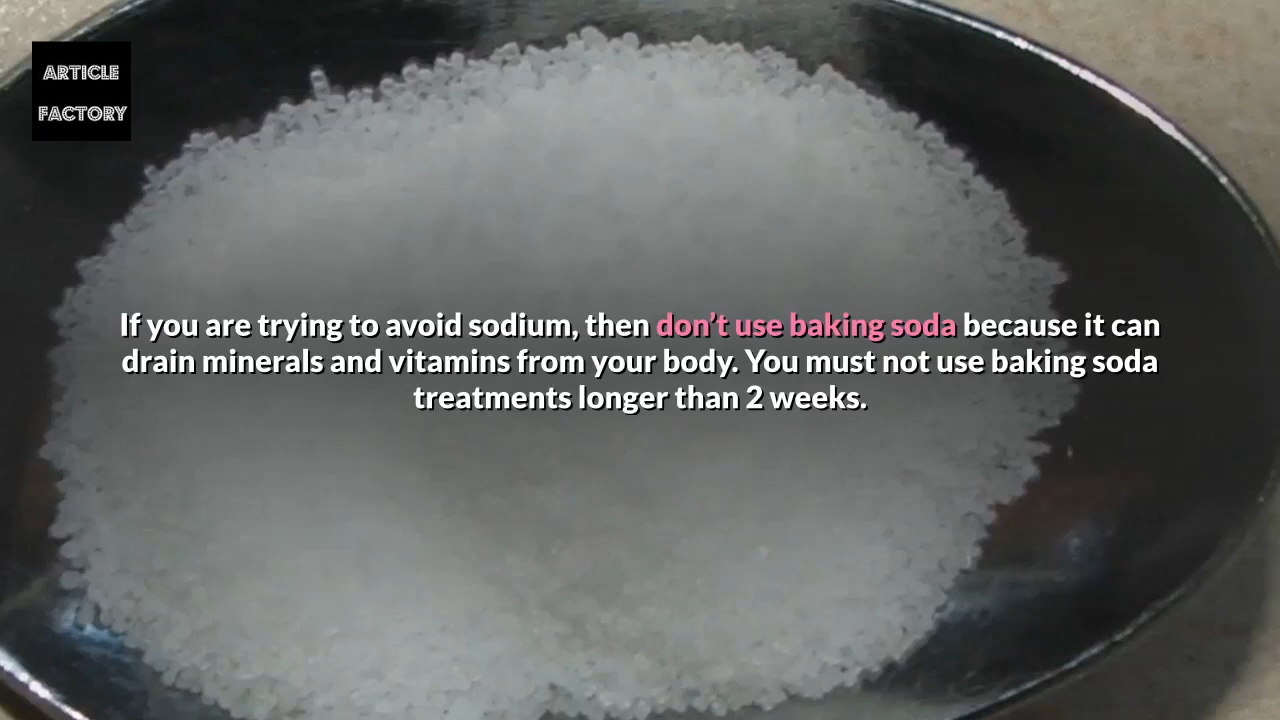 ARTICLE
FACTORY
If you are trying to avoid sodium, then don’t use baking soda because it can
drain minerals and vitamins from your body. You must not use baking soda
treatments longer than 2 weeks.